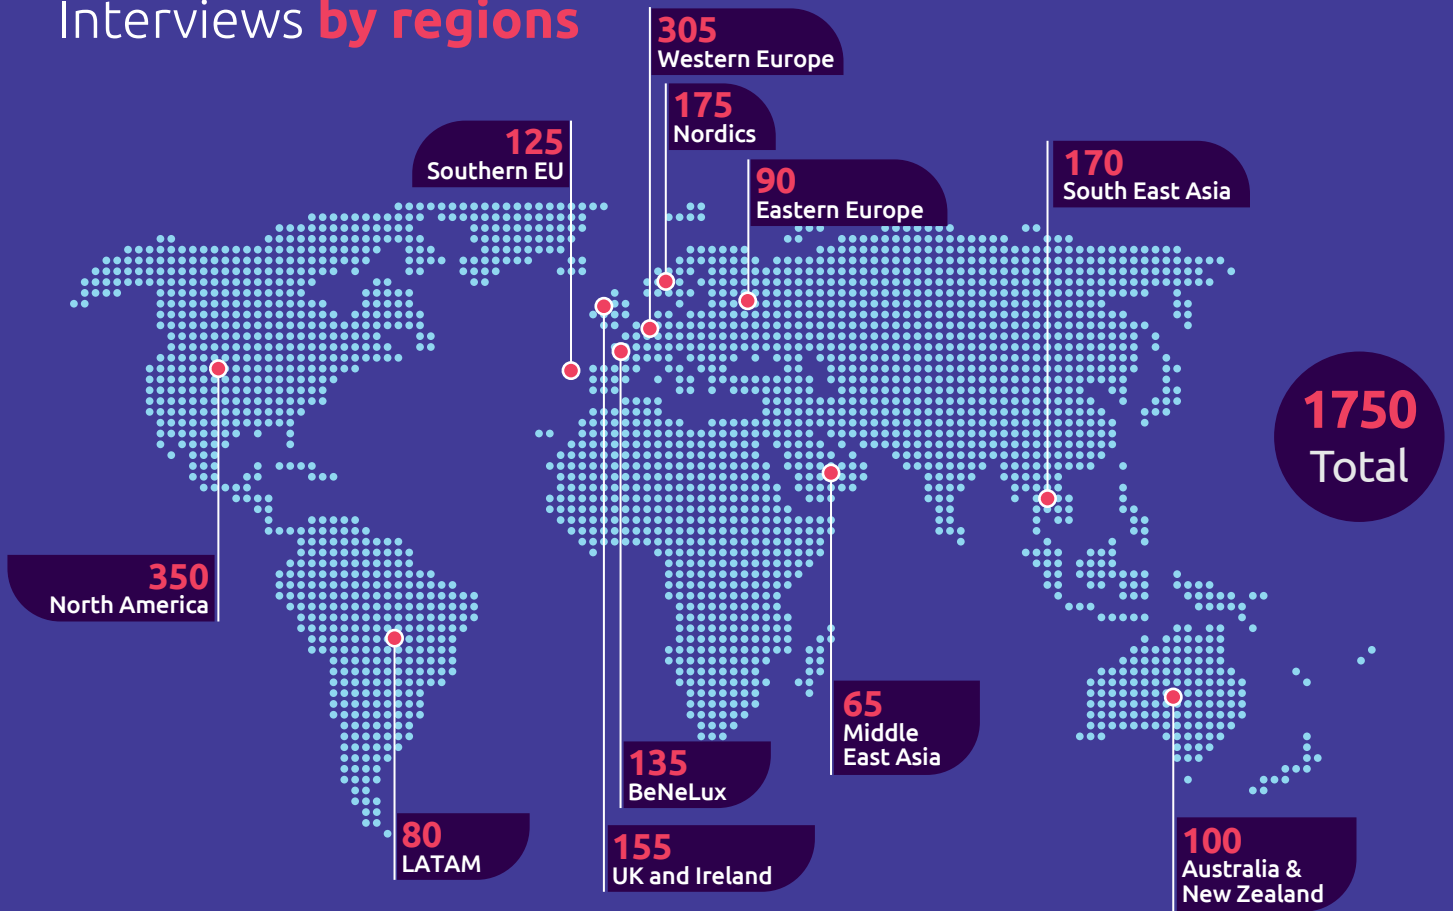 Interviews by regions
305
Western Europe
175
Nordics
125
Southern EU
90
Eastern Europe
170
South East Asia
1750
Total
350
North America
65
Middle
East Asia
135
BeNeLux
80
LATAM
155
UK and Ireland
100
Australia &
New Zealand